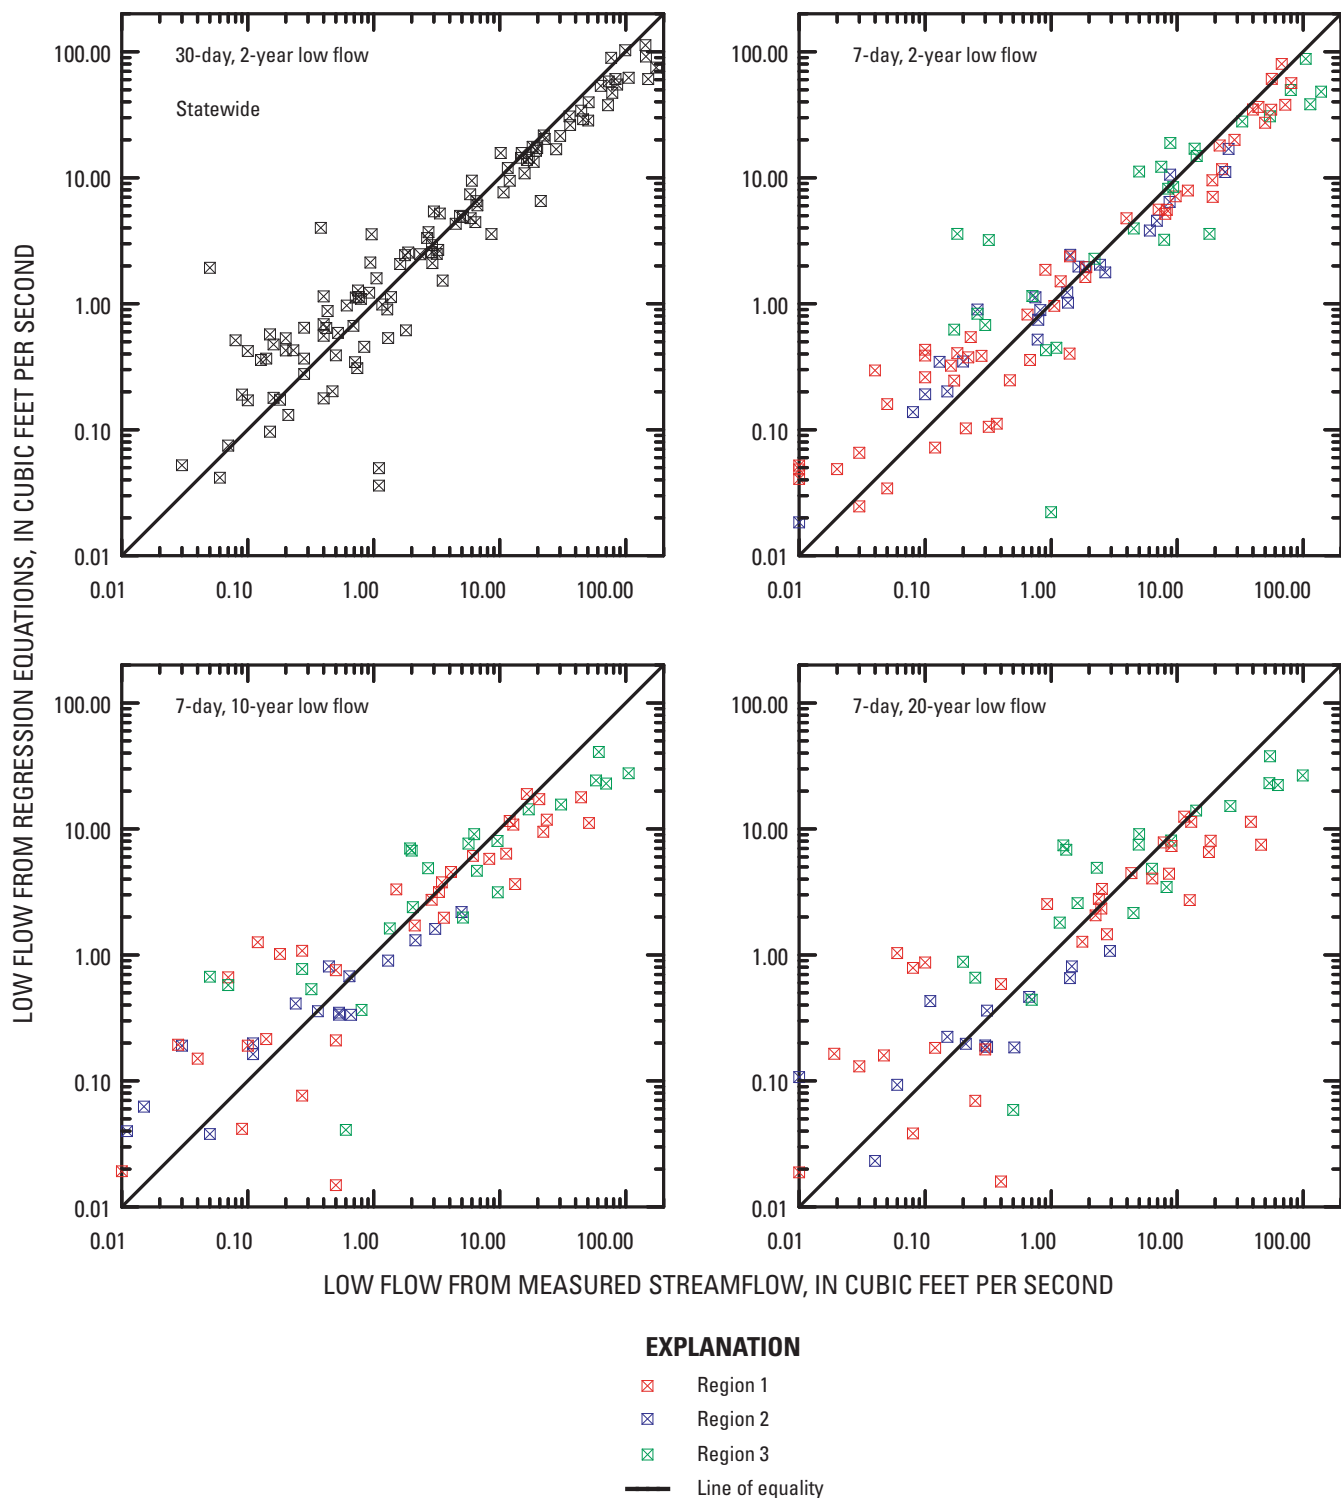 LOW FLOW FROM REGRESSION EQUATIONS, IN CUBIC FEET PER SECOND
30-day, 2-year low flow
Statewide
100.00
10.00
1.00
0.10
0.01
0.01 0.10 1.00 10.00 100.00
7-day, 2-year low flow
100.00
10.00
1.00
0.10
0.01
0.01 0.10 1.00 10.00 100.00
7-day, 10-year low flow
100.00
10.00
1.00
0.10
0.01
0.01 0.10 1.00 10.00 100.00
7-day, 20-year low flow
100.00
10.00
1.00
0.10
0.01
0.01 0.10 1.00 10.00 100.00
LOW FLOW FROM MEASURED STREAMFLOW, IN CUBIC FEET PER SECOND
EXPLANATION
Region 1
Region 2
Region 3
Line of equality